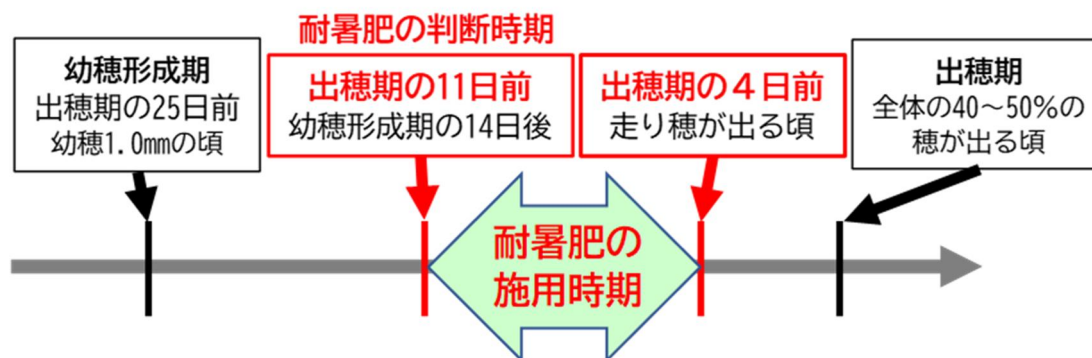 耐暑肥の判断時期
幼穂形成期
出穂期の25日前
幼穂1.0mmの頃
出穂期の11日前
幼穂形成期の14日後
出穂期の４日前
走り穂が出る頃
出穂期
全体の40～50%の
穂が出る頃
耐暑肥の
施用時期